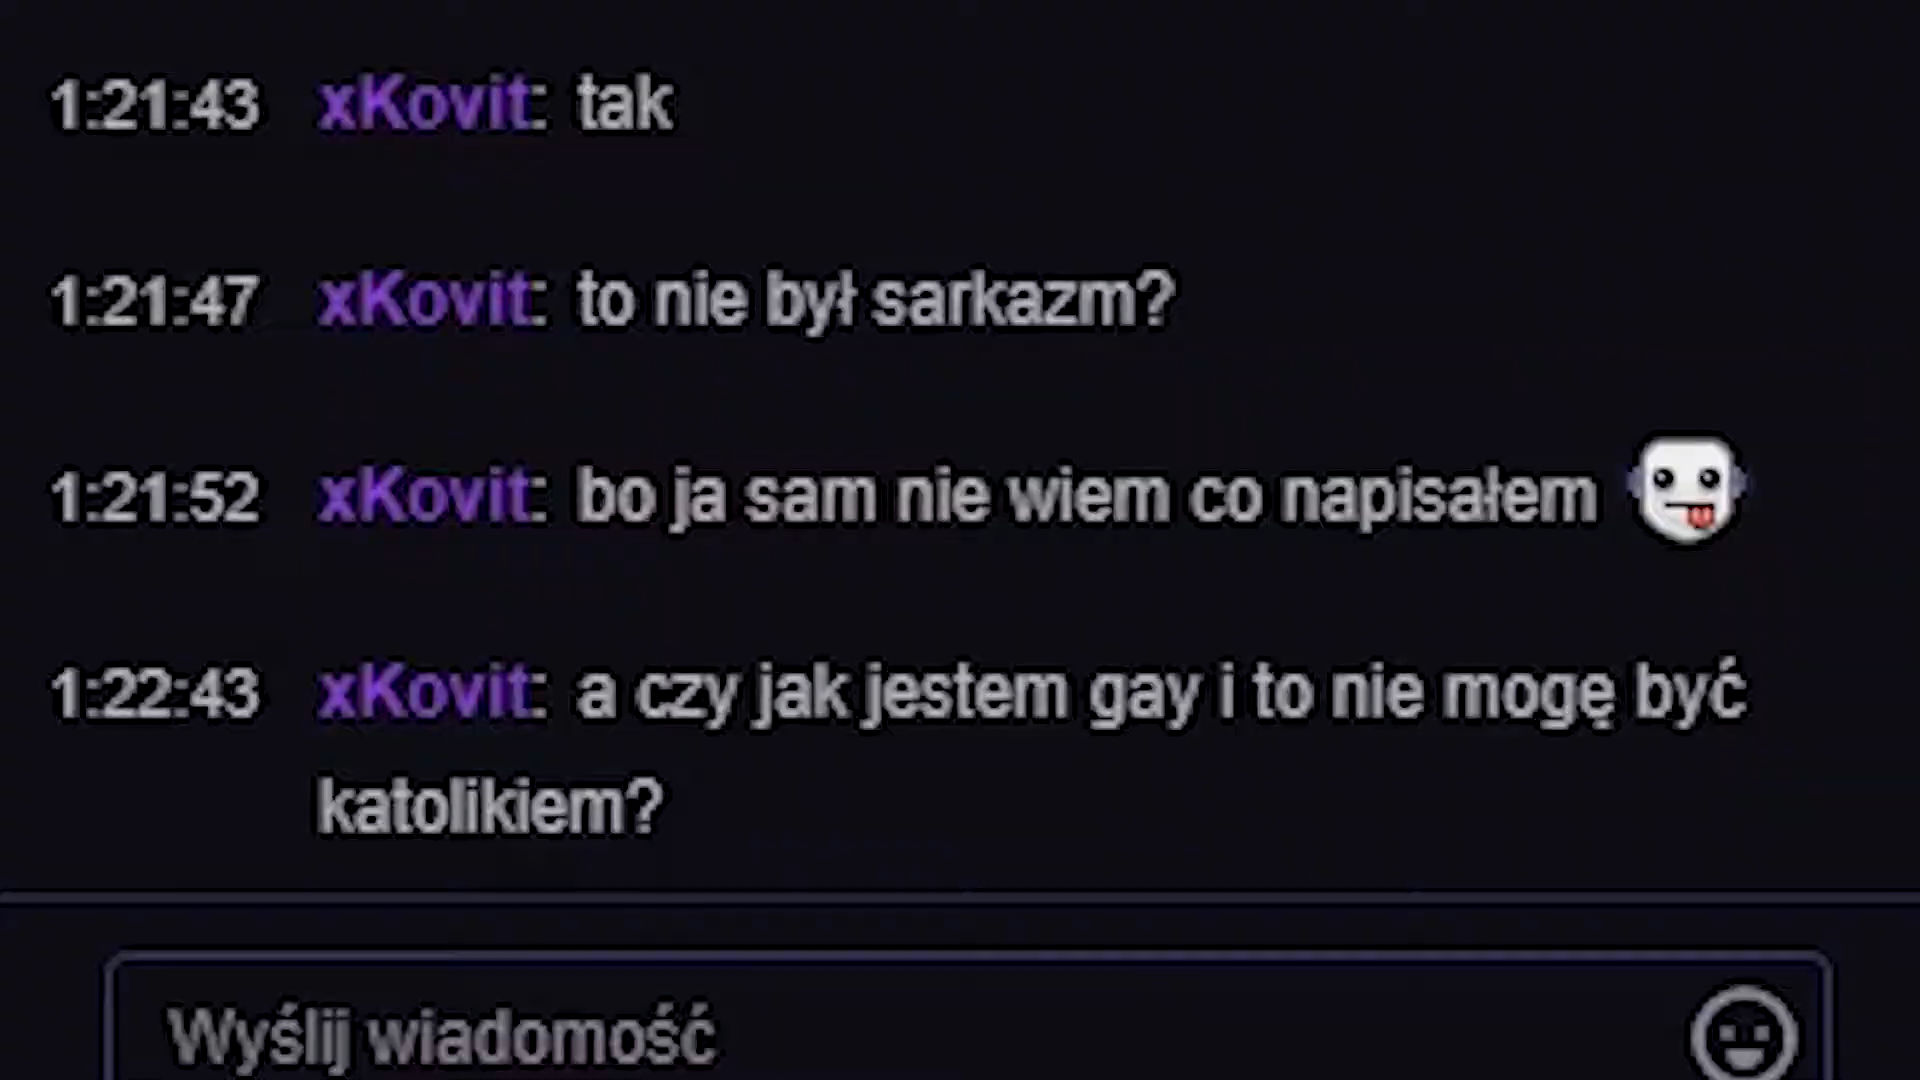 1:21:43 xKovit: tak
1:21:47 xKovit: to nie był sarkazm?
1:21:52 xKovit: bo ja sam nie wiem co napisałem
1:22:43 xKovit: a czy jak jestem gay i to nie mogę być
katolikiem?
Wyślij wiadomość